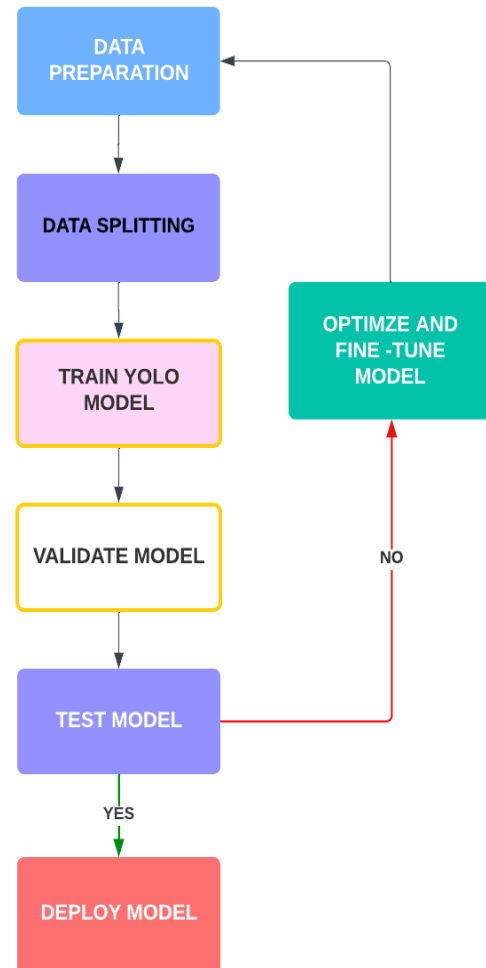 DATA
PREPARATION
DATA SPLITTING
TRAIN YOLO
MODEL
VALIDATE MODEL
TEST MODEL
YES
DEPLOY MODEL
NO
OPTIMZE AND
FINE -TUNE
MODEL